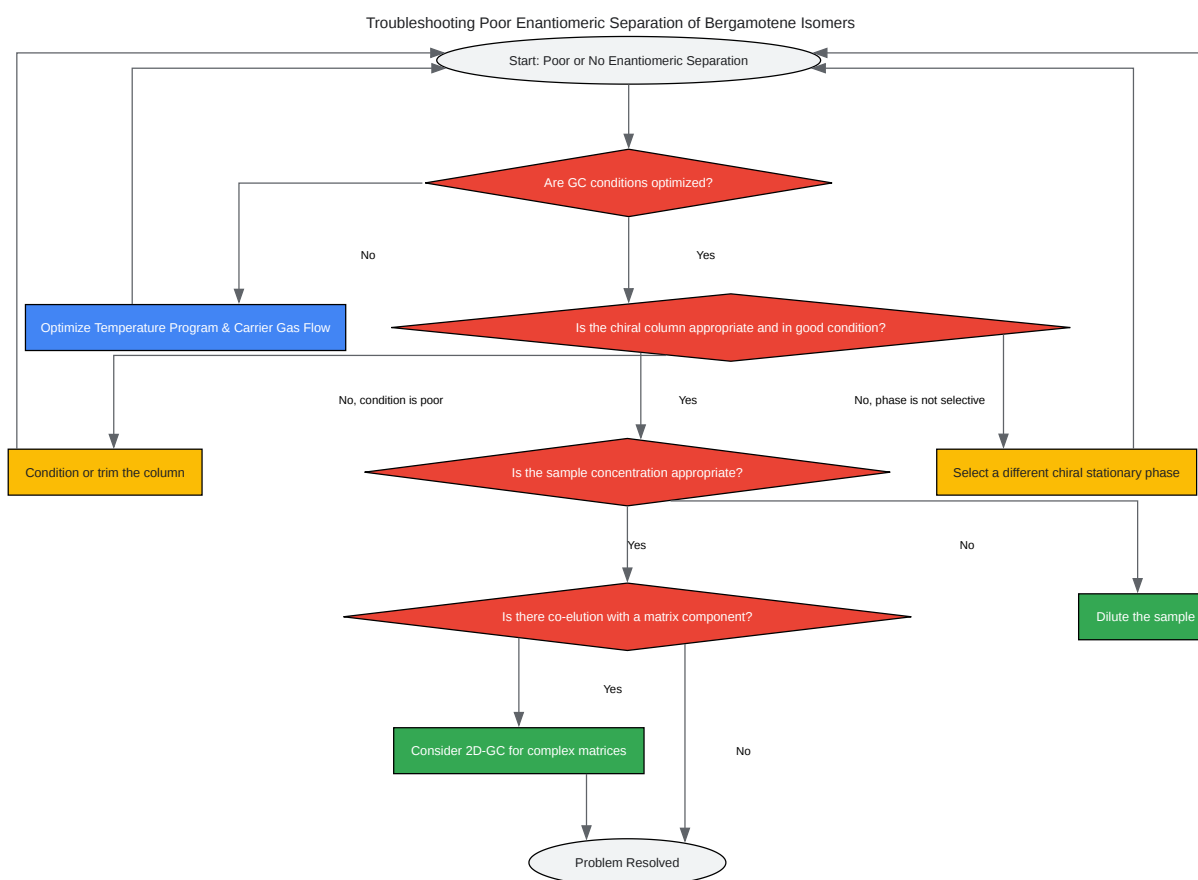 Troubleshooting Poor Enantiomeric Separation of Bergamotene Isomers
Start: Poor or No Enantiomeric Separation
Are GC conditions optimized?
No
Yes
Optimize Temperature Program & Carrier Gas Flow
Is the chiral column appropriate and in good condition?
No, condition is poor
Yes
No, phase is not selective
Condition or trim the column
Is the sample concentration appropriate?
Select a different chiral stationary phase
Yes
No
Is there co-elution with a matrix component?
Dilute the sample
Yes
Consider 2D-GC for complex matrices
No
Problem Resolved